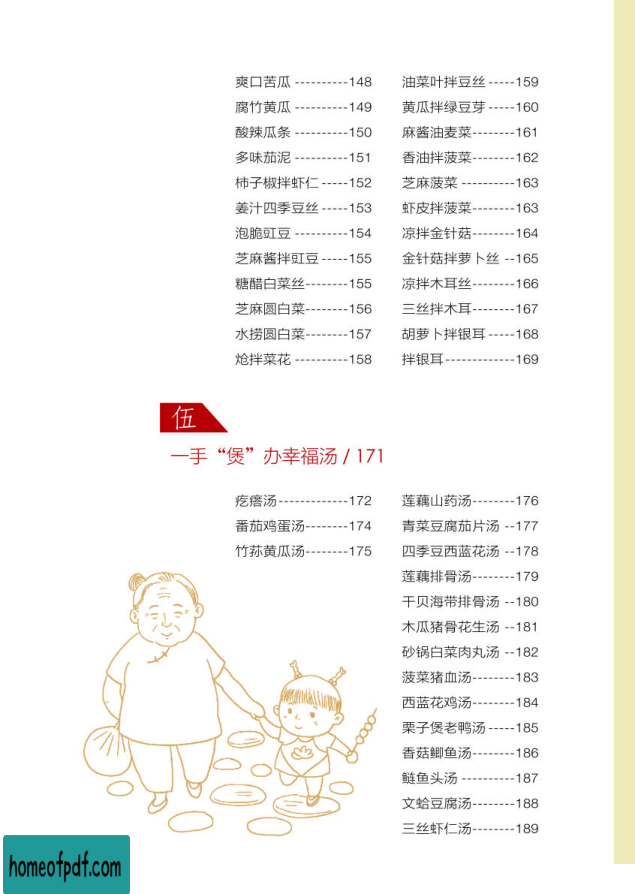 爽口苦瓜 ----------148
腐竹黄瓜 ----------149
酸辣瓜条 ----------150
多味茄泥 ----------151
柿子椒拌虾仁 -----152
姜汁四季豆丝 -----153
泡脆豇豆 ----------154
芝麻酱拌豇豆 -----155
糖醋白菜丝--------155
芝麻圆白菜--------156
水捞圆白菜--------157
炝拌菜花 ----------158
油菜叶拌豆丝 -----159
黄瓜拌绿豆芽 -----160
麻酱油麦菜--------161
香油拌菠菜--------162
芝麻菠菜 ----------163
虾皮拌菠菜--------163
凉拌金针菇--------164
金针菇拌萝卜丝 --165
凉拌木耳丝--------166
三丝拌木耳--------167
胡萝卜拌银耳 -----168
拌银耳-------------169
伍
一手“煲”办幸福汤 / 171
疙瘩汤-------------172
番茄鸡蛋汤--------174
竹荪黄瓜汤--------175
莲藕山药汤--------176
青菜豆腐茄片汤 --177
四季豆西蓝花汤 --178
莲藕排骨汤--------179
干贝海带排骨汤 --180
木瓜猪骨花生汤 --181
砂锅白菜肉丸汤 --182
菠菜猪血汤--------183
西蓝花鸡汤--------184
栗子煲老鸭汤 -----185
香菇鲫鱼汤--------186
鲢鱼头汤 ----------187
文蛤豆腐汤--------188
三丝虾仁汤--------189
homeofpdf.com